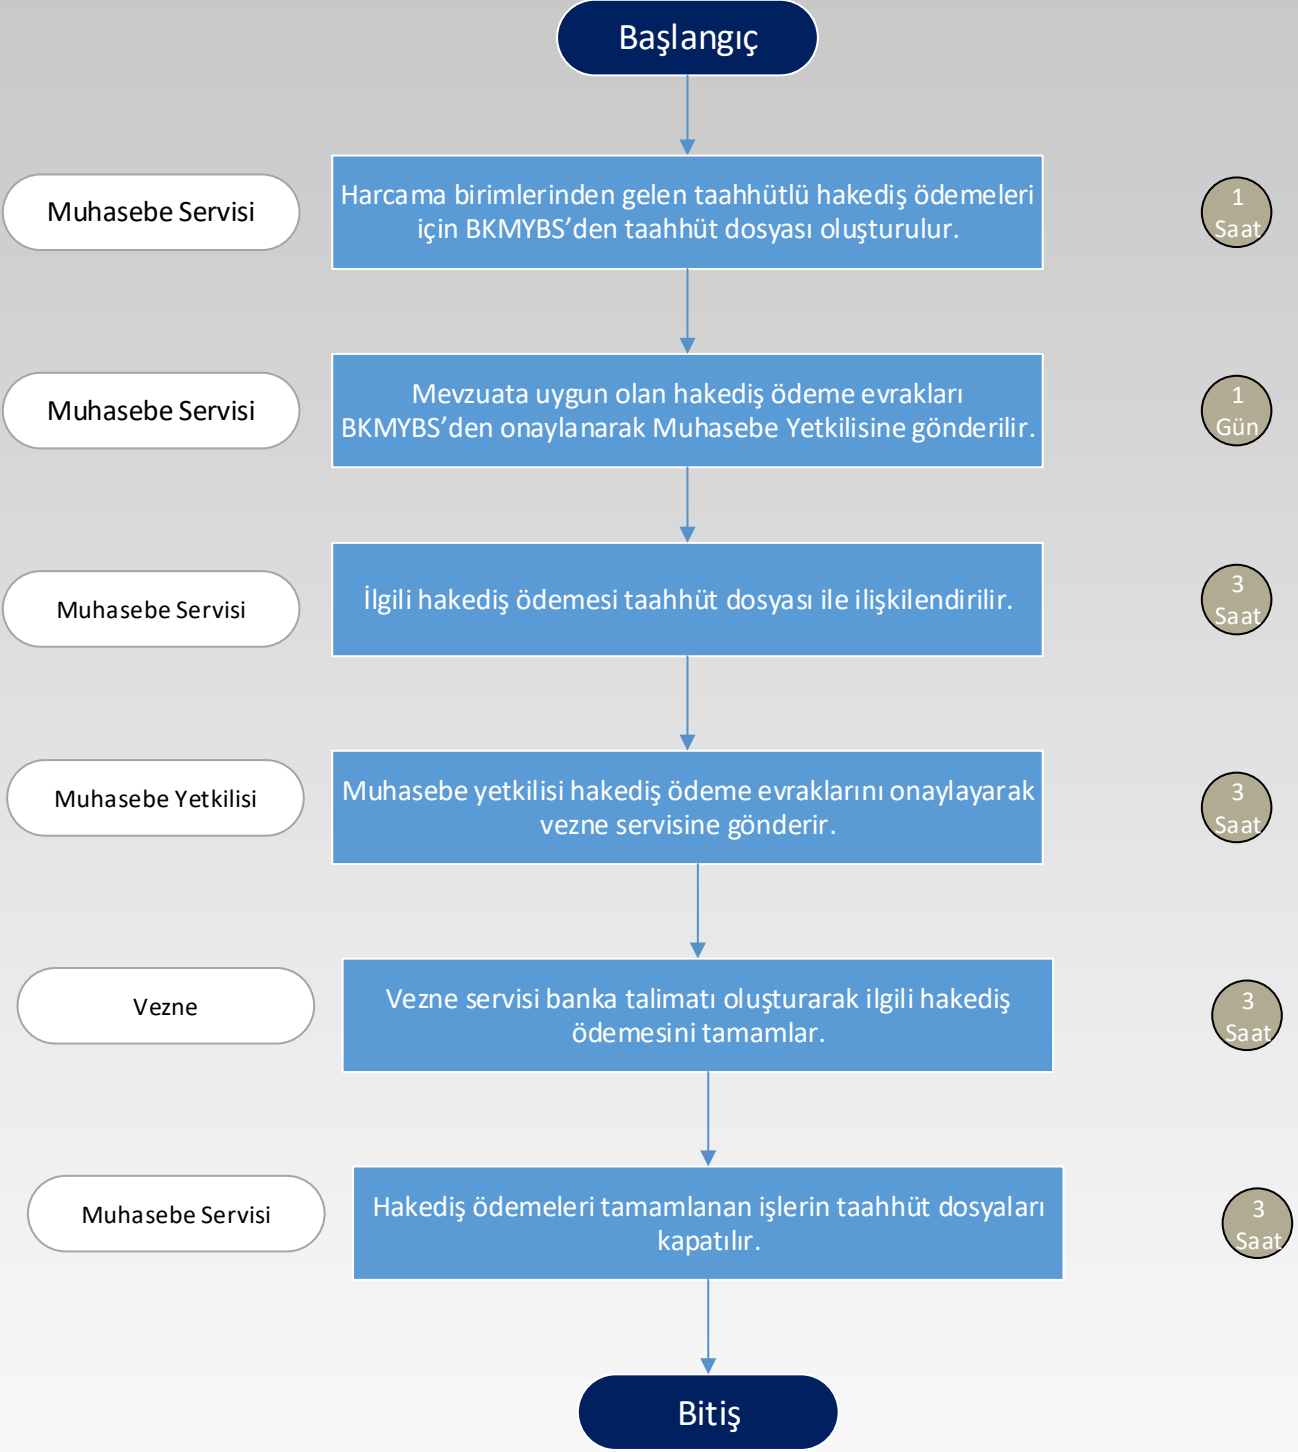 Başlangıç
Muhasebe Servisi
Harcama birimlerinden gelen taahhütlü hakediş ödemeleri
için BKMYBS’den taahhüt dosyası oluşturulur.
1
Saat
Muhasebe Servisi
Mevzuata uygun olan hakediş ödeme evrakları
BKMYBS’den onaylanarak Muhasebe Yetkilisine gönderilir.
1
Gün
Muhasebe Servisi
İlgili hakediş ödemesi taahhüt dosyası ile ilişkilendirilir.
3
Saat
Muhasebe Yetkilisi
Muhasebe yetkilisi hakediş ödeme evraklarını onaylayarak
vezne servisine gönderir.
3
Saat
Vezne
Vezne servisi banka talimatı oluşturarak ilgili hakediş
ödemesini tamamlar.
3
Saat
Muhasebe Servisi
Hakediş ödemeleri tamamlanan işlerin taahhüt dosyaları
kapatılır.
3
Saat
Bitiş